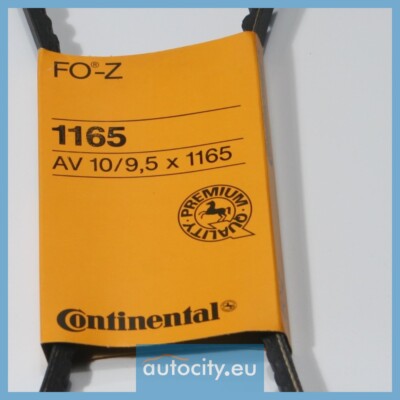 FO®-Z
1165
AV 10/9,5 x 1165
· PREMIUM · QUALITY
Continental
autocity.eu